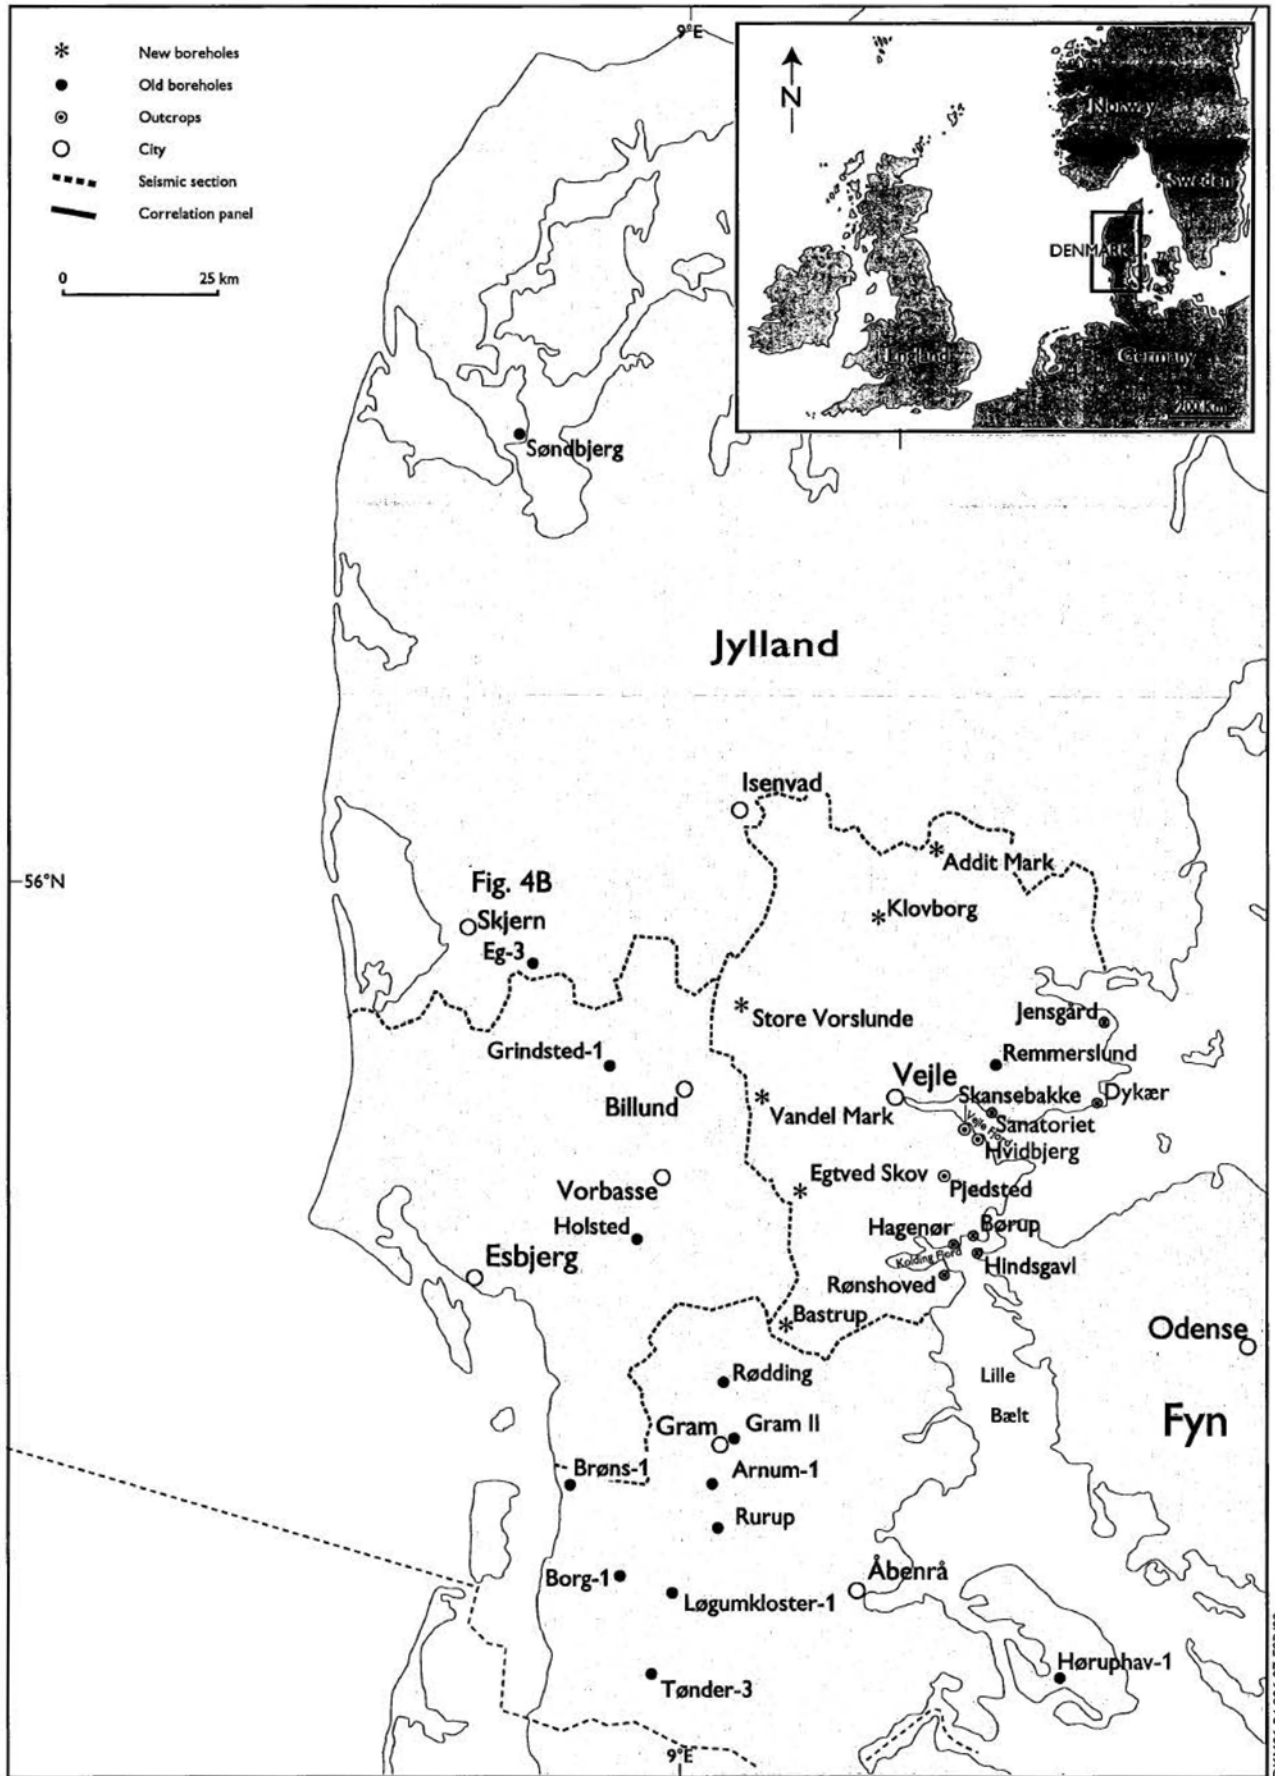 9°E
New boreholes
Old boreholes
Outcrops
City
Seismic section
Correlation panel
0 25 km
N
Norway
Sweden
DENMARK
England
Germany
200 Km
Søndbjerg
Jylland
Isenvad
Addit Mark
56°N
Fig. 4B
Klovborg
Skjern
Eg-3
Store Vorslunde
Jensgård
Grindsted-1
Remmerslund
Vejle
Billund
Skansebakke
Dykær
Vandel Mark
Sanatoriet
Vejle Fjord
Hvidbjerg
Egtved Skov
Pjedsted
Vorbasse
Holsted
Hagenør
Børup
Esbjerg
Kolding Fjord
Hindsgavl
Rønshoved
Bastrup
Odense
Rødding
Lille
Bælt
Fyn
Gram
Gram II
Brøns-1
Arnum-1
Rurup
Borg-1
Åbenrå
Løgumkloster-1
Høruphav-1
Tønder-3
9°E